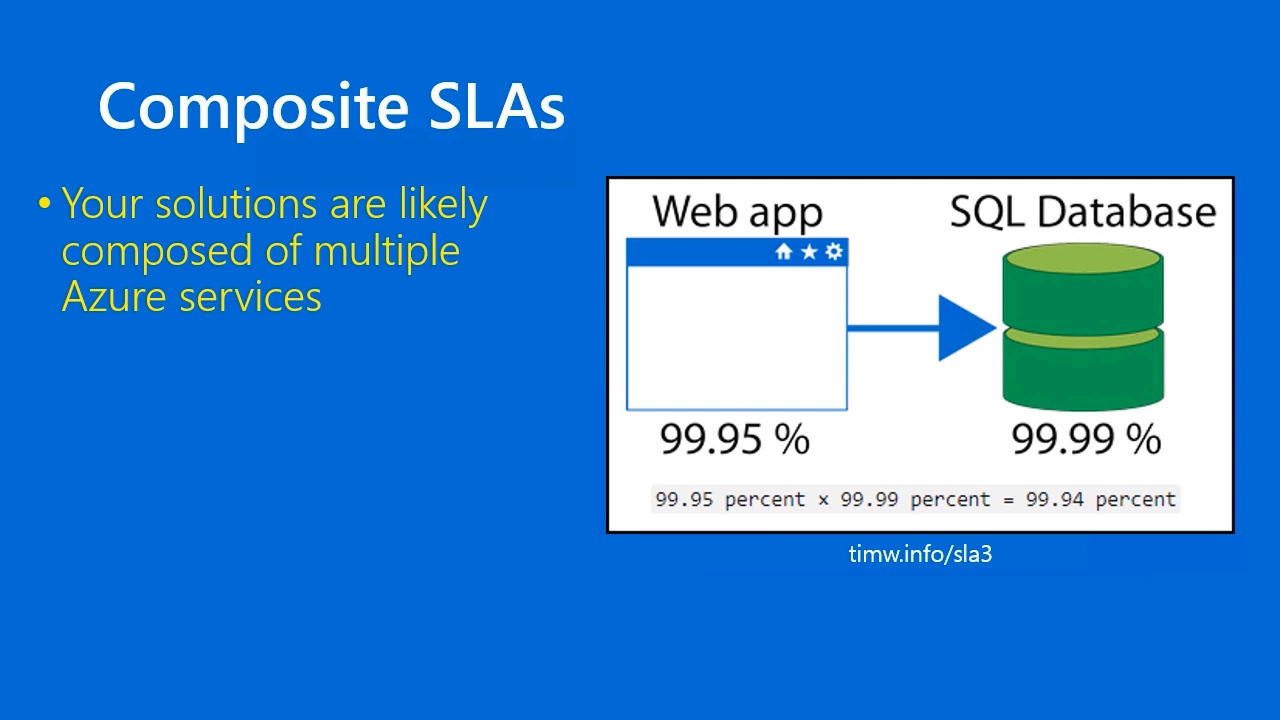 Composite SLAs
• Your solutions are likely
composed of multiple
Azure services
Web app
SQL Database
99.95 %
99.99 %
99.95 percent × 99.99 percent = 99.94 percent
timw.info/sla3